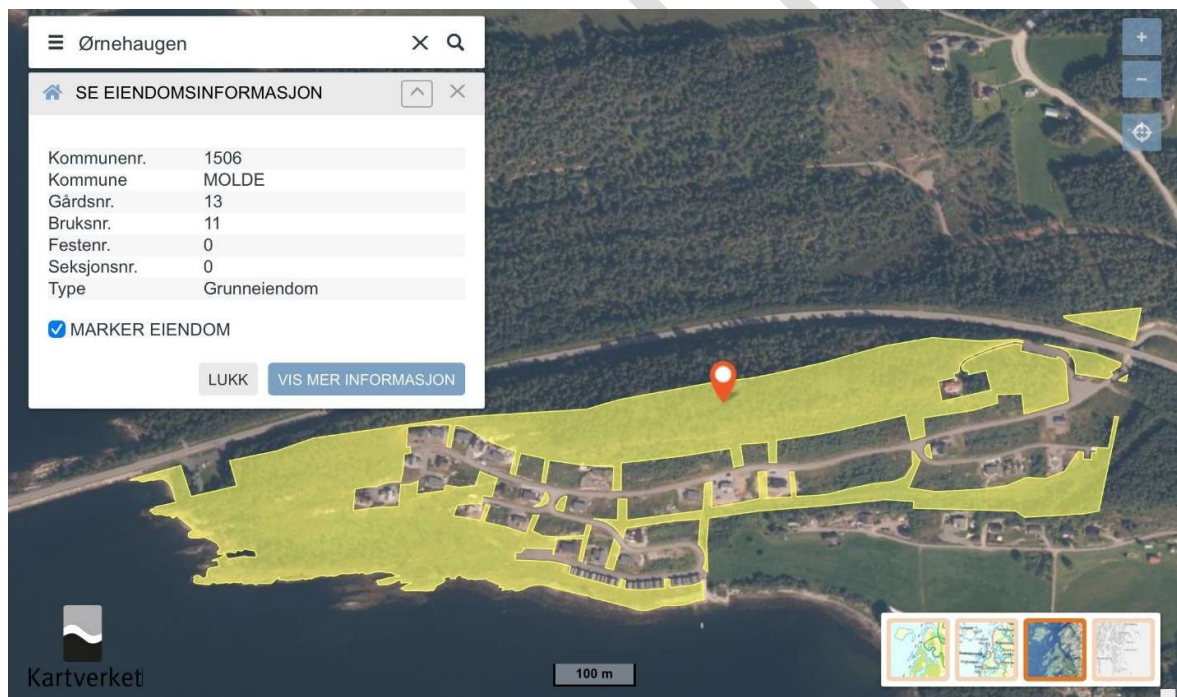 Ørnehaugen
SE EIENDOMSINFORMASJON
Kommunenr. 1506
Kommune MOLDE
Gårdsnr. 13
Bruksnr. 11
Festenr. 0
Seksjonsnr. 0
Type Grunneiendom
MARKER EIENDOM
LUKK VIS MER INFORMASJON
Kartverket
100 m